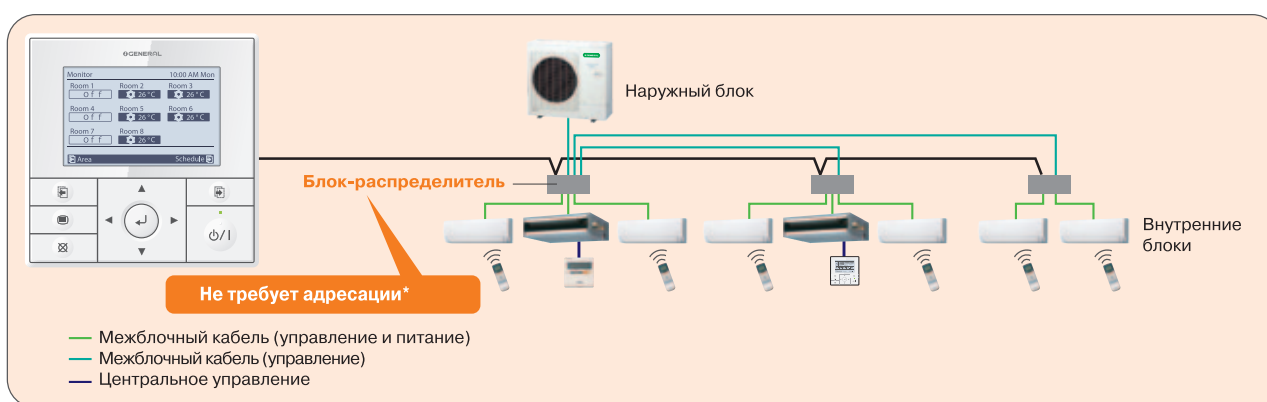 GENERAL
Monitor 10:00 AM Mon
Room 1 Room 2 Room 3
Off 26°C 26°C
Room 4 Room 5 Room 6
Off 26°C 26°C
Room 7 Room 8
Off 26°C
Area Schedule
Наружный блок
Блок-распределитель
Внутренние
блоки
Не требует адресации*
Межблочный кабель (управление и питание)
Межблочный кабель (управление)
Центральное управление